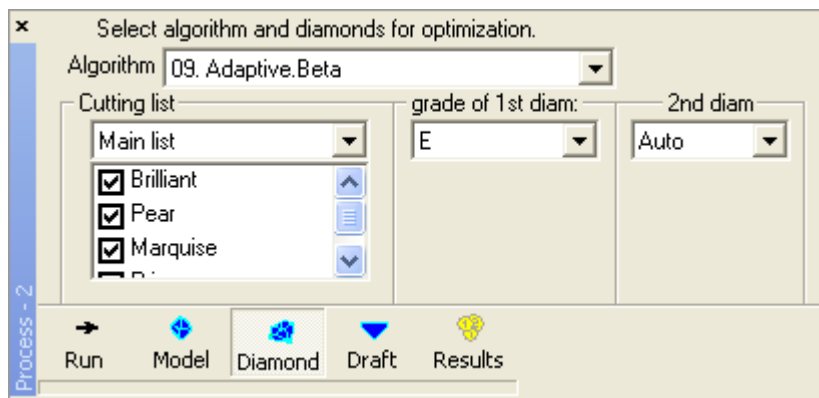 Select algorithm and diamonds for optimization.
Algorithm 09. Adaptive.Beta
Cutting list grade of 1st diam: 2nd diam
Main list E Auto
Brilliant
Pear
Marquise
Process - 2
Run Model Diamond Draft Results